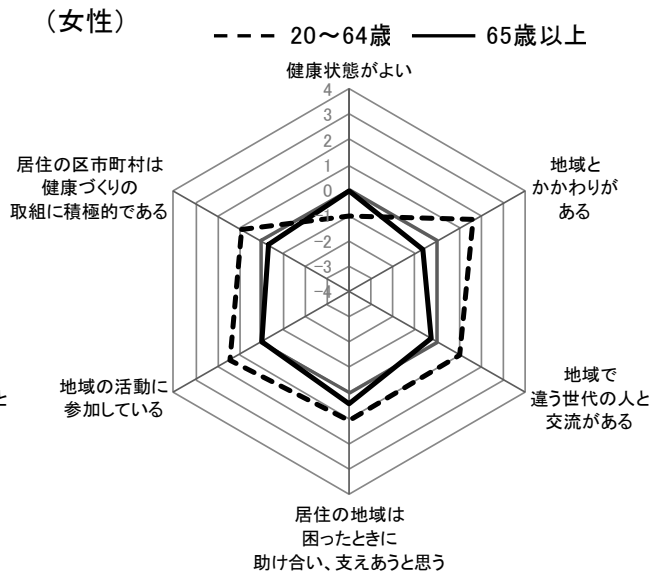 （女性）
20～64歳
65歳以上
健康状態がよい
4
3
2
1
0
-1
-2
-3
-4
居住の区市町村は
健康づくりの
取組に積極的である
地域と
かかわりが
ある
地域の活動に
参加している
と
地域で
違う世代の人と
交流がある
居住の地域は
困ったときに
助け合い、支えあうと思う